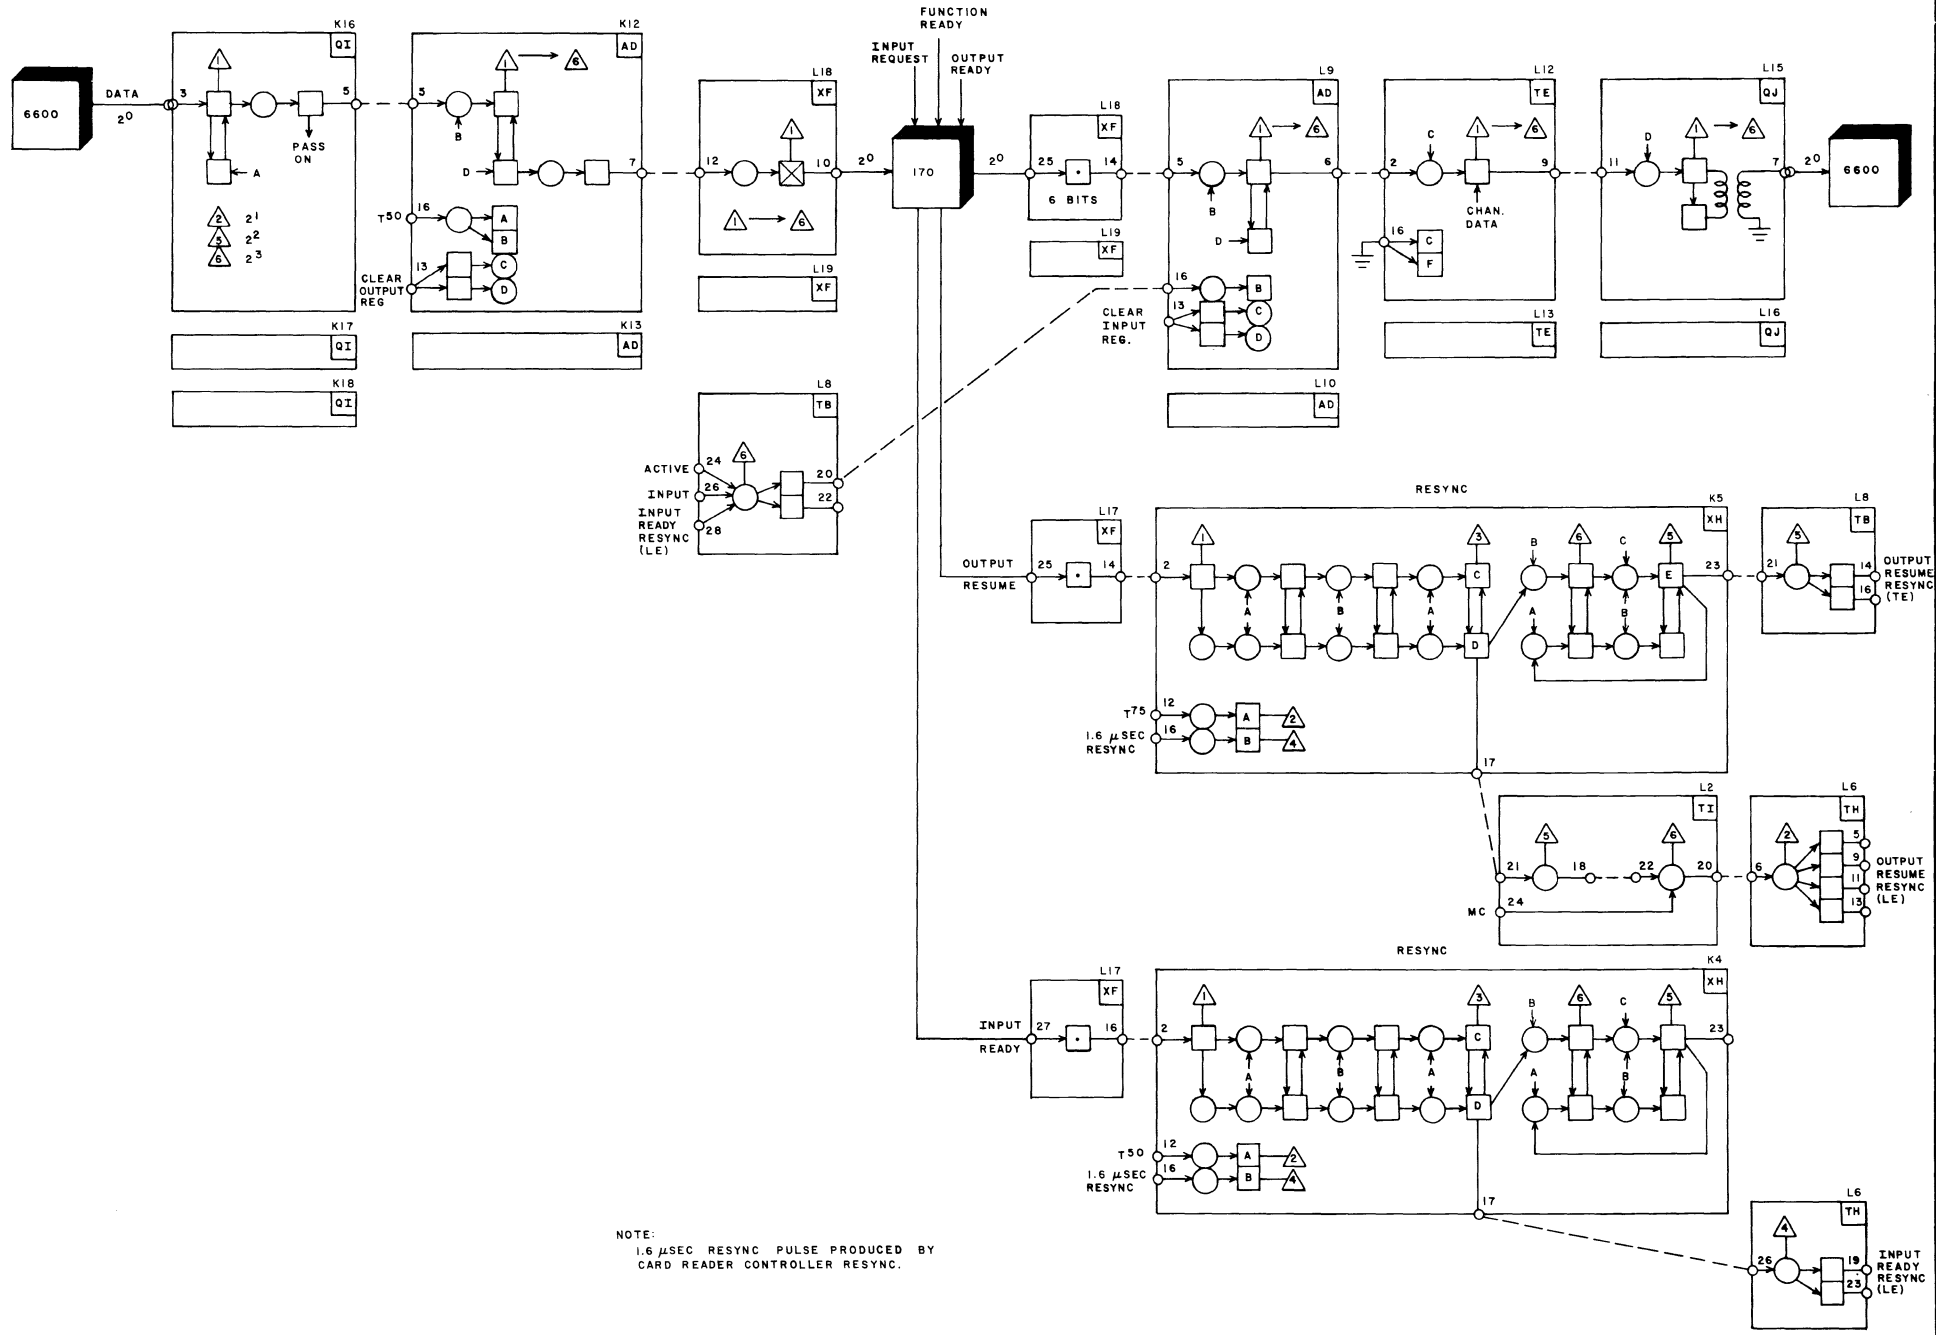 FUNCTION
READY
INPUT
REQUEST
OUTPUT
READY
K16
QI
1
6600
DATA
2⁰
3
5
PASS
ON
A
2 2¹
5 2²
6 2³
K17
QI
K18
QI
K12
AD
1 6
5
B
D
7
T⁵⁰
16
A
B
13
C
D
CLEAR
OUTPUT
REG
K13
AD
L18
XF
1
12
10
1 6
L19
XF
2⁰
170
2⁰
L18
XF
25
14
6 BITS
L19
XF
L9
AD
1 6
5
6
B
D
16
B
13
C
D
CLEAR
INPUT
REG.
L10
AD
L12
TE
1 6
C
2
9
CHAN.
DATA
16
C
F
L13
TE
L15
QJ
D
1 6
11
7
2⁰
6600
L16
QJ
L8
TB
6
ACTIVE
24
INPUT
26
INPUT
READY
RESYNC
(LE)
28
20
22
OUTPUT
RESUME
L17
XF
25
14
RESYNC
K5
XH
1
3
B
6
C
5
2
C
E
23
A
B
A
A
B
D
T⁷⁵
12
A
2
1.6 μSEC
RESYNC
16
B
4
17
L8
TB
5
21
14
16
OUTPUT
RESUME
RESYNC
(TE)
L2
TI
5
6
21
18
22
20
MC
24
L6
TH
2
6
5
9
11
13
OUTPUT
RESUME
RESYNC
(LE)
INPUT
READY
L17
XF
27
16
RESYNC
K4
XH
1
3
B
6
C
5
2
C
23
A
B
A
A
B
D
T⁵⁰
12
A
2
1.6 μSEC
RESYNC
16
B
4
17
L6
TH
4
26
19
23
INPUT
READY
RESYNC
(LE)
NOTE:
1.6 μSEC RESYNC PULSE PRODUCED BY
CARD READER CONTROLLER RESYNC.